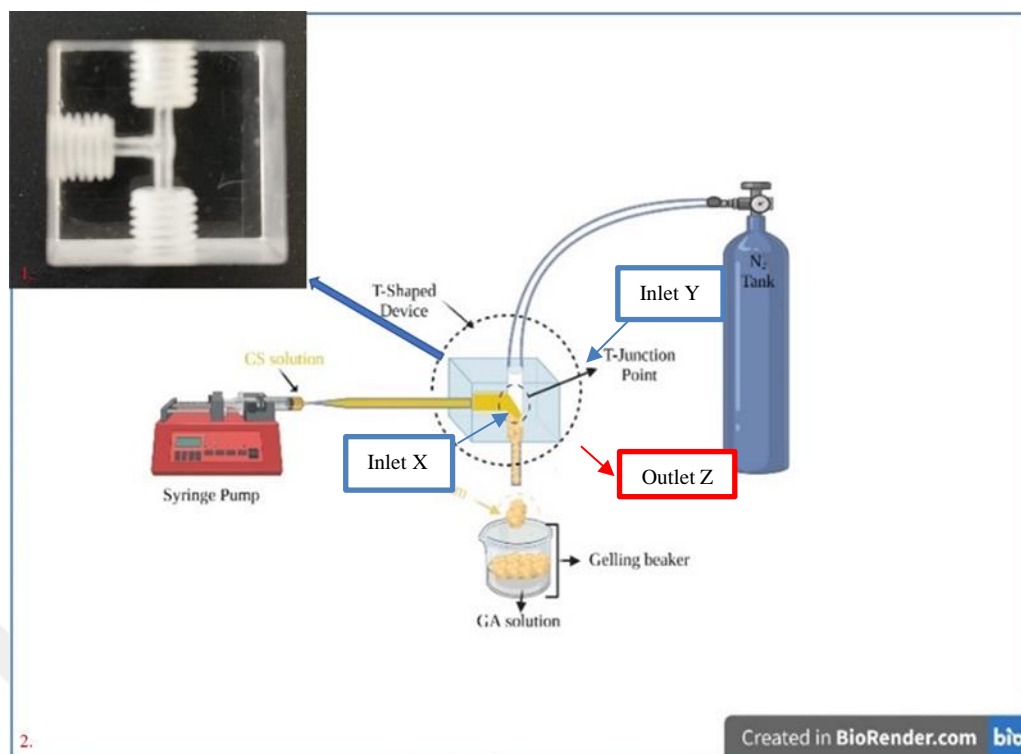 1.
T-Shaped
Device
Inlet Y
N2
Tank
T-Junction
Point
CS solution
Inlet X
Outlet Z
Syringe Pump
Gelling beaker
GA solution
2.
Created in BioRender.com bio